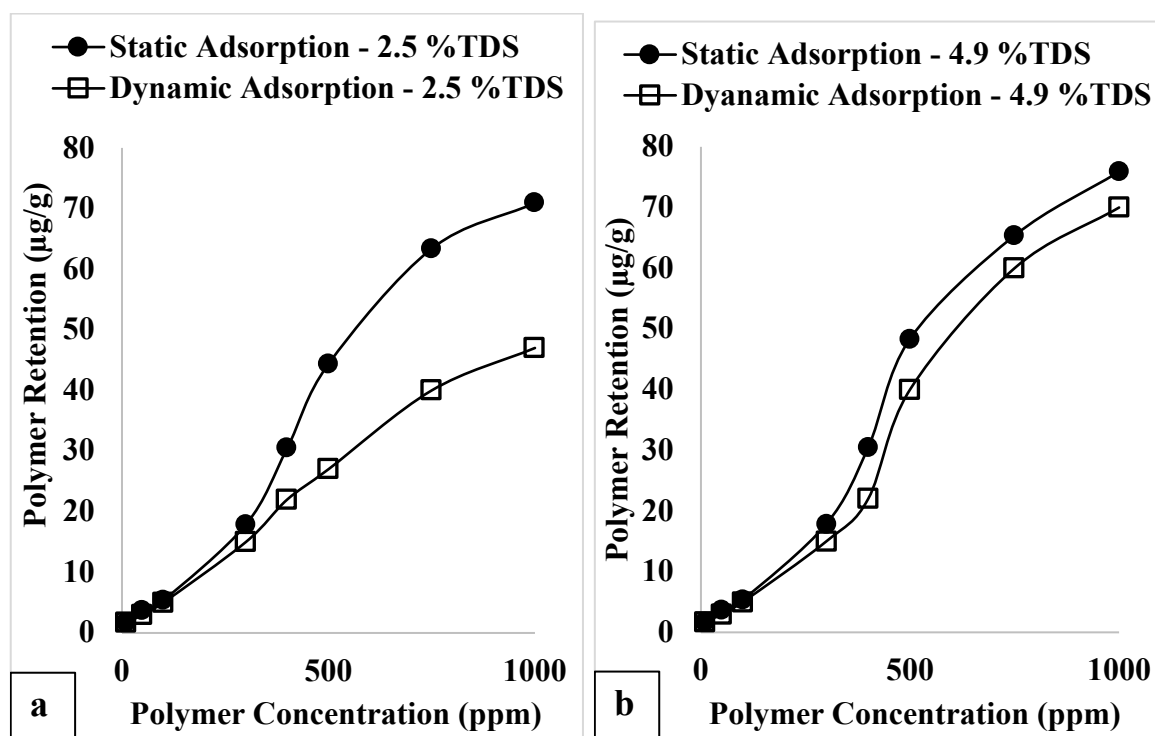 Static Adsorption - 2.5 %TDS
Dynamic Adsorption - 2.5 %TDS
Polymer Retention (µg/g)
80
70
60
50
40
30
20
10
0
0 500 1000
Polymer Concentration (ppm)
a
Static Adsorption - 4.9 %TDS
Dyanamic Adsorption - 4.9 %TDS
Polymer Retention (µg/g)
80
70
60
50
40
30
20
10
0
0 500 1000
Polymer Concentration (ppm)
b